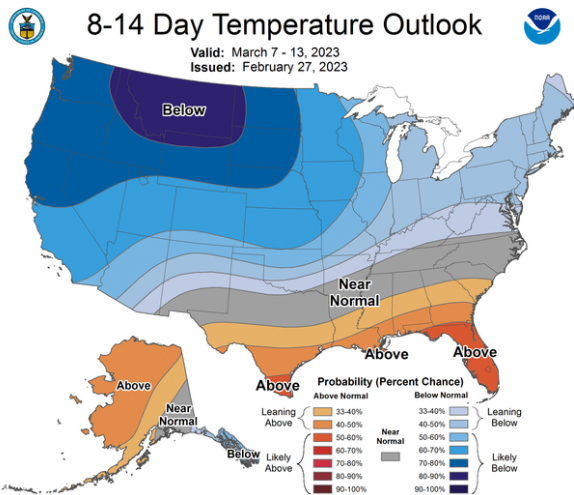 8-14 Day Temperature Outlook
Valid: March 7 - 13, 2023
Issued: February 27, 2023
NOAA
Below
Near
Normal
Above
Above
Above
Above
Near
Normal
Below
Probability (Percent Chance)
Above Normal
Below Normal
Leaning
Above
33-40%
40-50%
Likely
Above
50-60%
60-70%
70-80%
80-90%
90-100%
Near
Normal
33-40%
40-50%
Leaning
Below
50-60%
60-70%
70-80%
80-90%
90-100%
Likely
Below